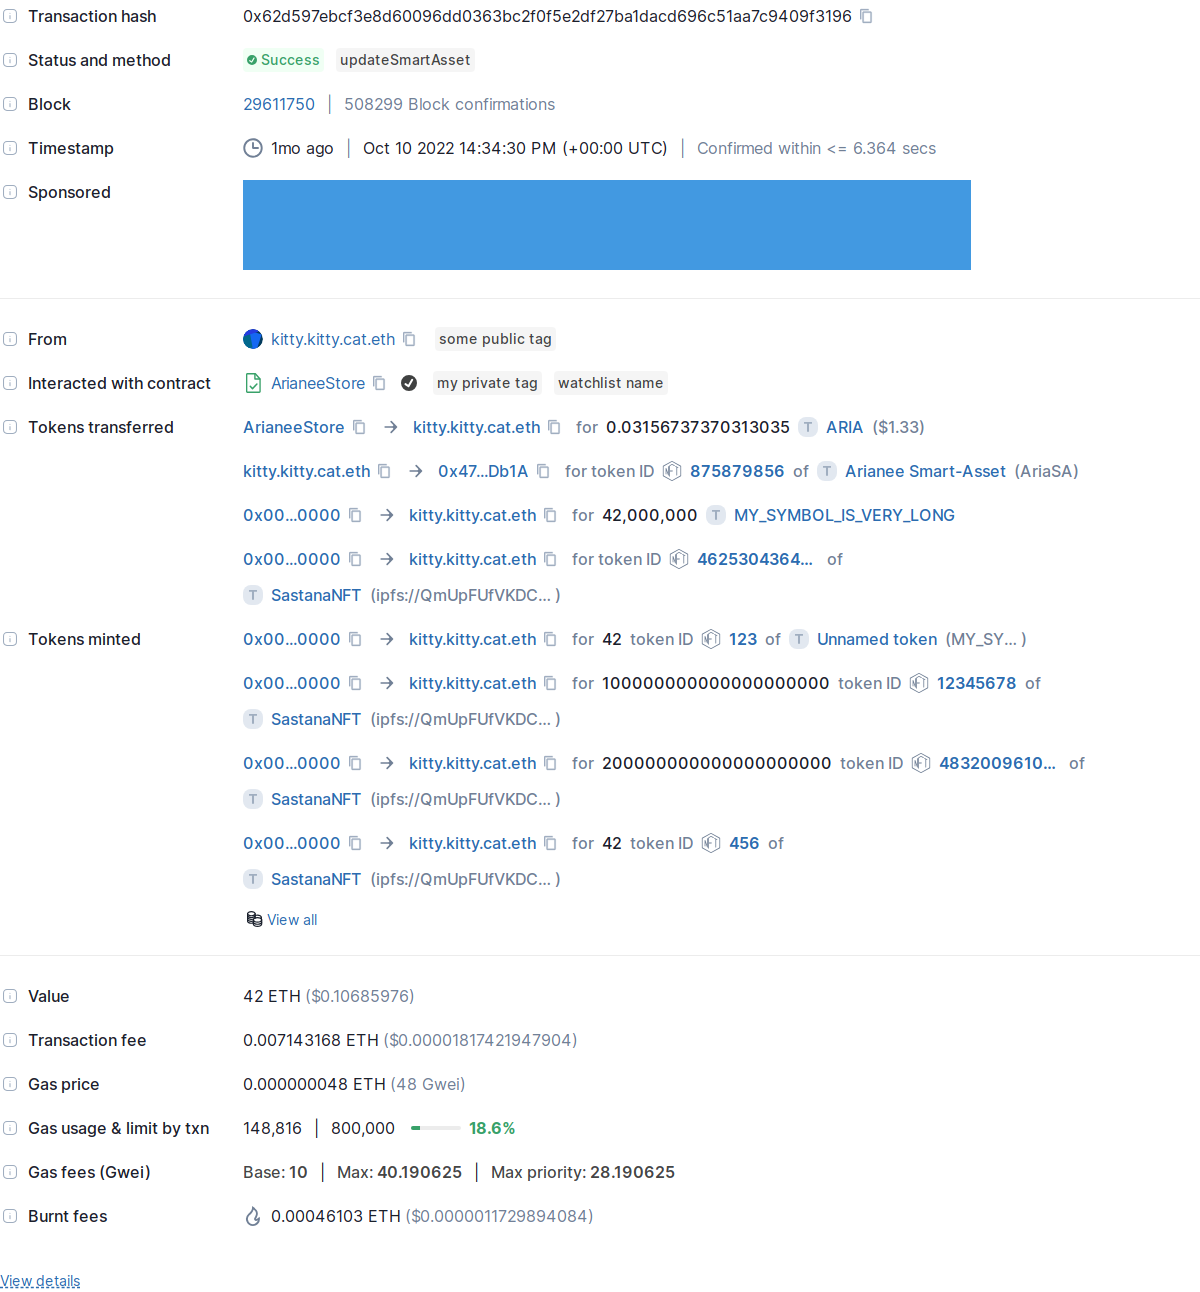 Transaction hash 0x62d597ebcf3e8d60096dd0363bc2f0f5e2df27ba1dacd696c51aa7c9409f3196
Status and method Success updateSmartAsset
Block 29611750 | 508299 Block confirmations
Timestamp 1mo ago | Oct 10 2022 14:34:30 PM (+00:00 UTC) | Confirmed within <= 6.364 secs
Sponsored
From kitty.kitty.cat.eth some public tag
Interacted with contract ArianeeStore my private tag watchlist name
Tokens transferred ArianeeStore → kitty.kitty.cat.eth for 0.03156737370313035 T ARIA ($1.33)
kitty.kitty.cat.eth → 0x47...Db1A for token ID NFT 875879856 of T Arianee Smart-Asset (AriaSA)
0x00...0000 → kitty.kitty.cat.eth for 42,000,000 T MY_SYMBOL_IS_VERY_LONG
0x00...0000 → kitty.kitty.cat.eth for token ID NFT 4625304364... of
T SastanaNFT (ipfs://QmUpFUfVKDC... )
Tokens minted 0x00...0000 → kitty.kitty.cat.eth for 42 token ID NFT 123 of T Unnamed token (MY_SY... )
0x00...0000 → kitty.kitty.cat.eth for 100000000000000000000 token ID NFT 12345678 of
T SastanaNFT (ipfs://QmUpFUfVKDC... )
0x00...0000 → kitty.kitty.cat.eth for 200000000000000000000 token ID NFT 4832009610... of
T SastanaNFT (ipfs://QmUpFUfVKDC... )
0x00...0000 → kitty.kitty.cat.eth for 42 token ID NFT 456 of
T SastanaNFT (ipfs://QmUpFUfVKDC... )
View all
Value 42 ETH ($0.10685976)
Transaction fee 0.007143168 ETH ($0.00001817421947904)
Gas price 0.000000048 ETH (48 Gwei)
Gas usage & limit by txn 148,816 | 800,000 18.6%
Gas fees (Gwei) Base: 10 | Max: 40.190625 | Max priority: 28.190625
Burnt fees 0.00046103 ETH ($0.0000011729894084)
View details